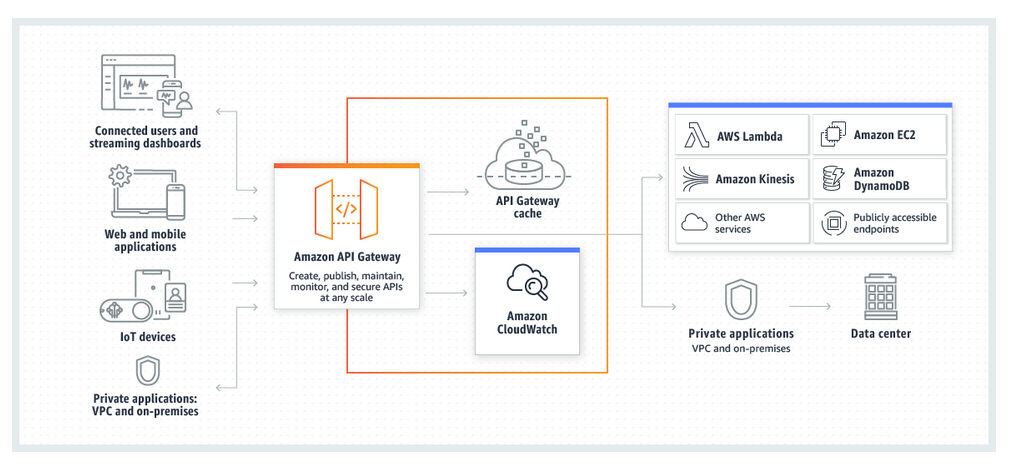 Connected users and
streaming dashboards
Web and mobile
applications
IoT devices
Private applications:
VPC and on-premises
</>
Amazon API Gateway
Create, publish, maintain,
monitor, and secure APIs
at any scale
API Gateway
cache
Amazon
CloudWatch
AWS Lambda
Amazon EC2
Amazon Kinesis
Amazon
DynamoDB
Other AWS
services
Publicly accessible
endpoints
Private applications
VPC and on-premises
Data center